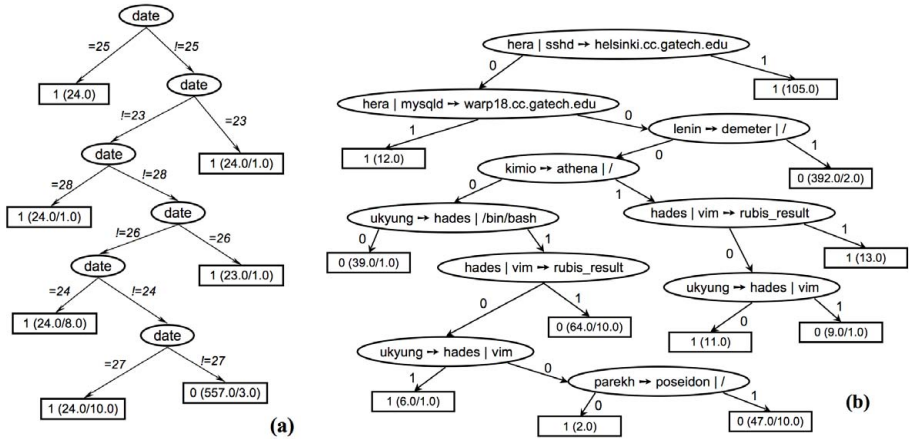 date
=25
!=25
1 (24.0)
date
!=23
=23
date
1 (24.0/1.0)
=28
!=28
1 (24.0/1.0)
date
!=26
=26
date
1 (23.0/1.0)
=24
!=24
1 (24.0/8.0)
date
=27
!=27
1 (24.0/10.0)
0 (557.0/3.0)
(a)
hera | sshd → helsinki.cc.gatech.edu
0
1
hera | mysqld → warp18.cc.gatech.edu
1 (105.0)
1
0
1 (12.0)
lenin → demeter | /
0
1
kimio → athena | /
0 (392.0/2.0)
0
1
ukyung → hades | /bin/bash
hades | vim → rubis_result
0
1
0
1
0 (39.0/1.0)
hades | vim → rubis_result
1 (13.0)
ukyung → hades | vim
0
1
0
1
0 (64.0/10.0)
1 (11.0)
0 (9.0/1.0)
ukyung → hades | vim
1
0
1 (6.0/1.0)
parekh → poseidon | /
0
1
1 (2.0)
0 (47.0/10.0)
(b)